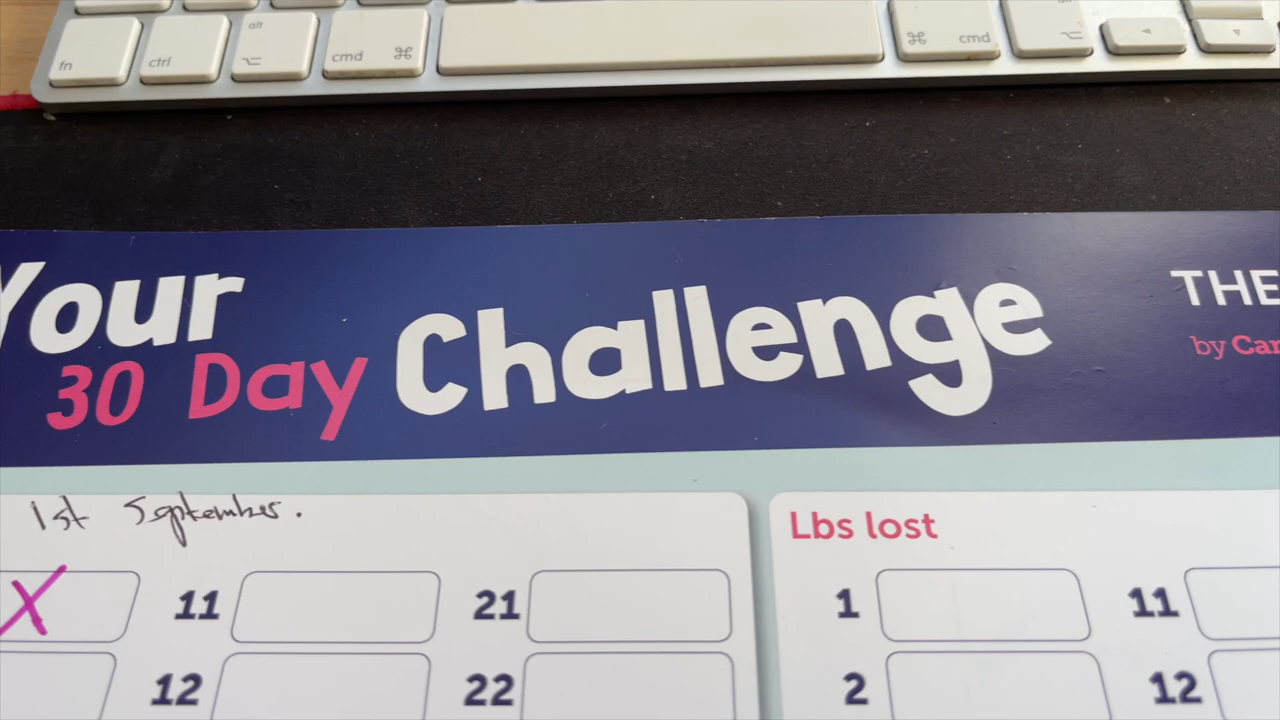 fn ctrl alt ⌥ cmd ⌘ ⌘ cmd alt ⌥
Your
30 Day Challenge
THE
by
1st September.
Lbs lost
X 11 21 1 11
12 22 2 12